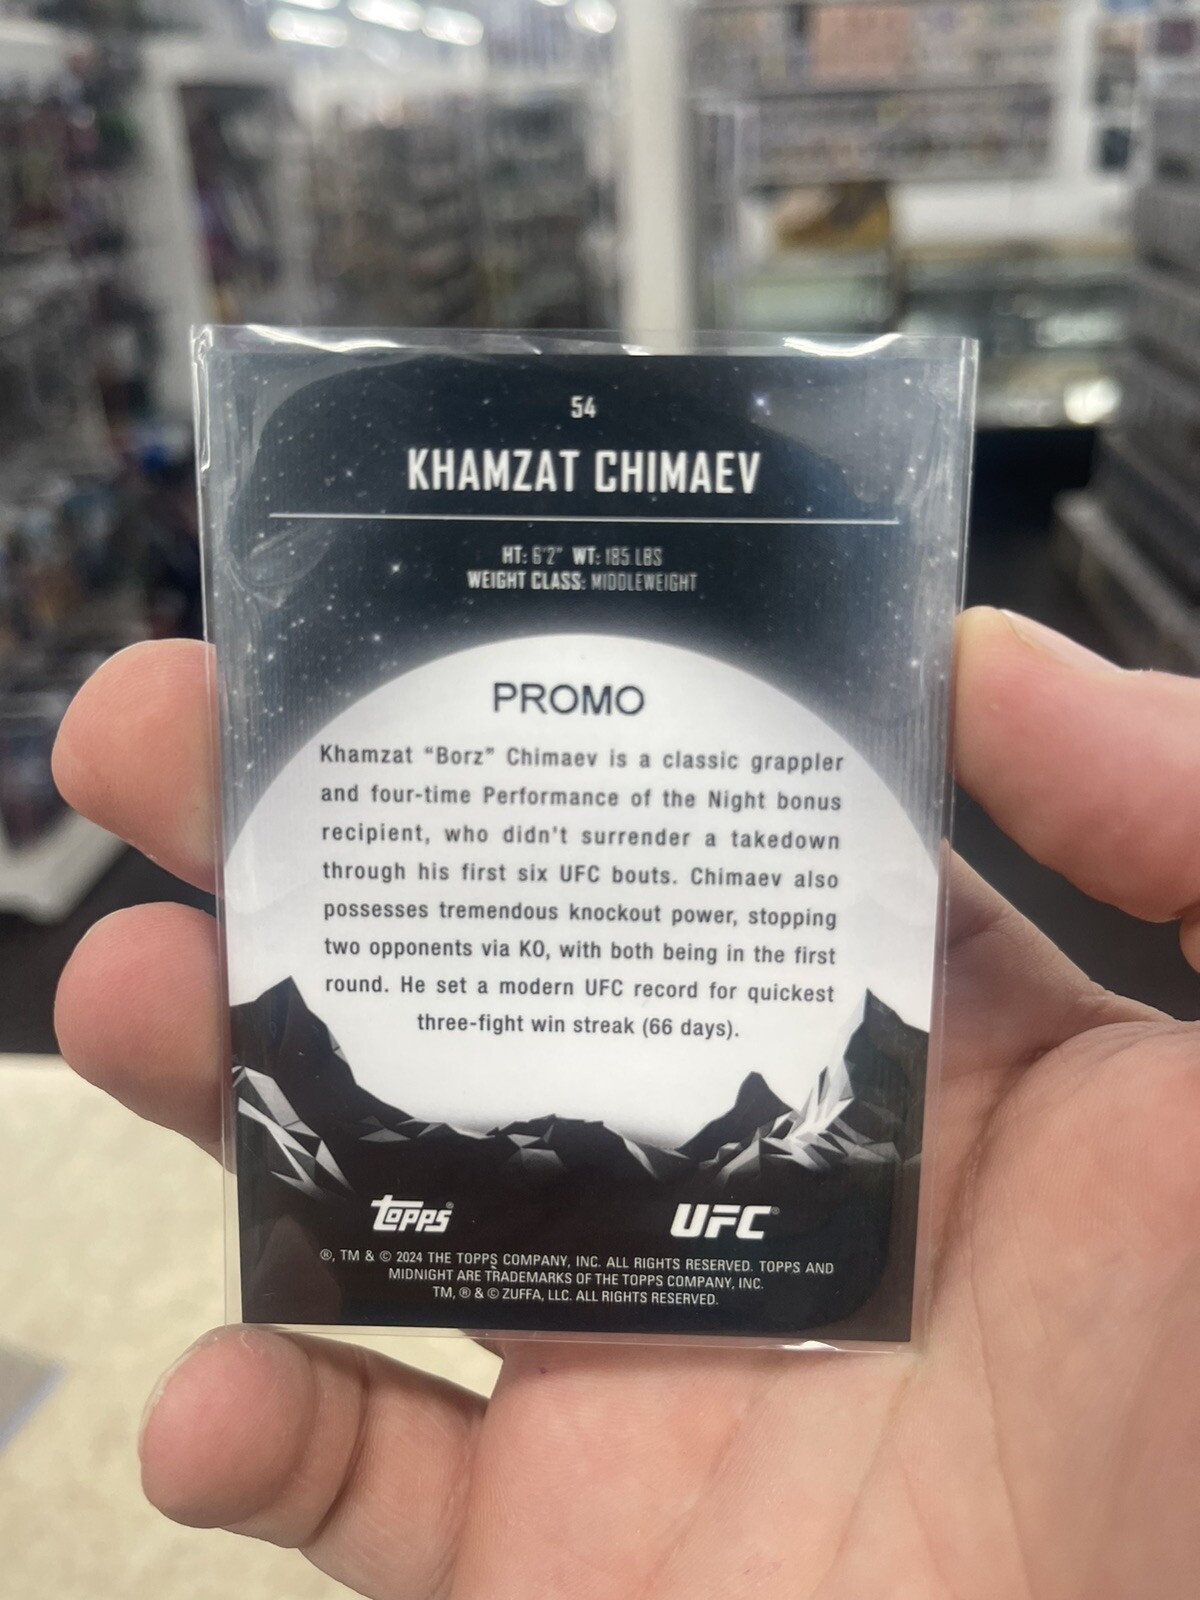 54
KHAMZAT CHIMAEV
HT: 6'2" WT: 185 LBS
WEIGHT CLASS: MIDDLEWEIGHT
PROMO
Khamzat “Borz” Chimaev is a classic grappler
and four-time Performance of the Night bonus
recipient, who didn't surrender a takedown
through his first six UFC bouts. Chimaev also
possesses tremendous knockout power, stopping
two opponents via KO, with both being in the first
round. He set a modern UFC record for quickest
three-fight win streak (66 days).
topps® UFC®
®, TM & © 2024 THE TOPPS COMPANY, INC. ALL RIGHTS RESERVED. TOPPS AND
MIDNIGHT ARE TRADEMARKS OF THE TOPPS COMPANY, INC.
TM, ® & © ZUFFA, LLC. ALL RIGHTS RESERVED.